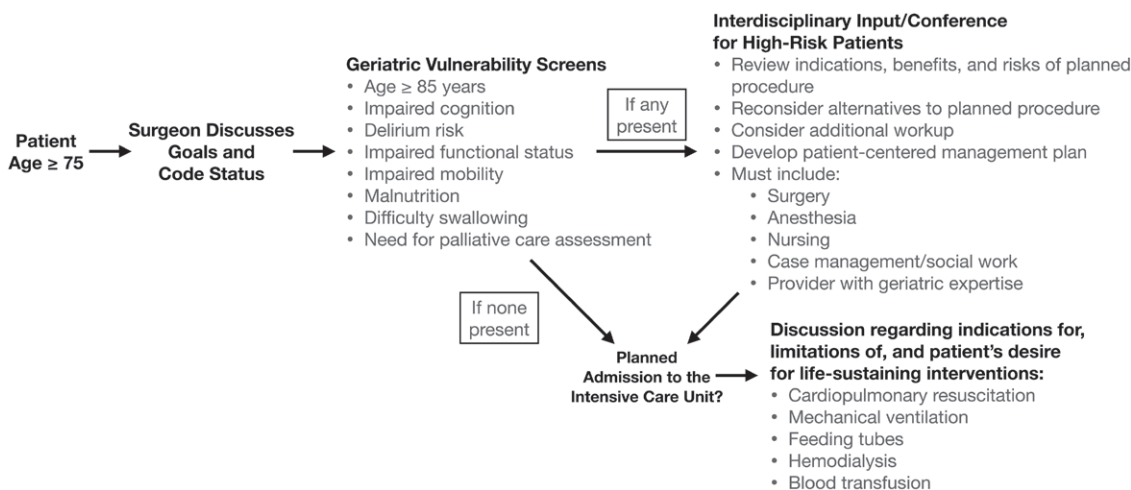 Patient
Age ≥ 75
Surgeon Discusses
Goals and
Code Status
Geriatric Vulnerability Screens
• Age ≥ 85 years
• Impaired cognition
• Delirium risk
• Impaired functional status
• Impaired mobility
• Malnutrition
• Difficulty swallowing
• Need for palliative care assessment
If any
present
Interdisciplinary Input/Conference
for High-Risk Patients
• Review indications, benefits, and risks of planned
procedure
• Reconsider alternatives to planned procedure
• Consider additional workup
• Develop patient-centered management plan
• Must include:
• Surgery
• Anesthesia
• Nursing
• Case management/social work
• Provider with geriatric expertise
If none
present
Planned
Admission to the
Intensive Care Unit?
Discussion regarding indications for,
limitations of, and patient's desire
for life-sustaining interventions:
• Cardiopulmonary resuscitation
• Mechanical ventilation
• Feeding tubes
• Hemodialysis
• Blood transfusion